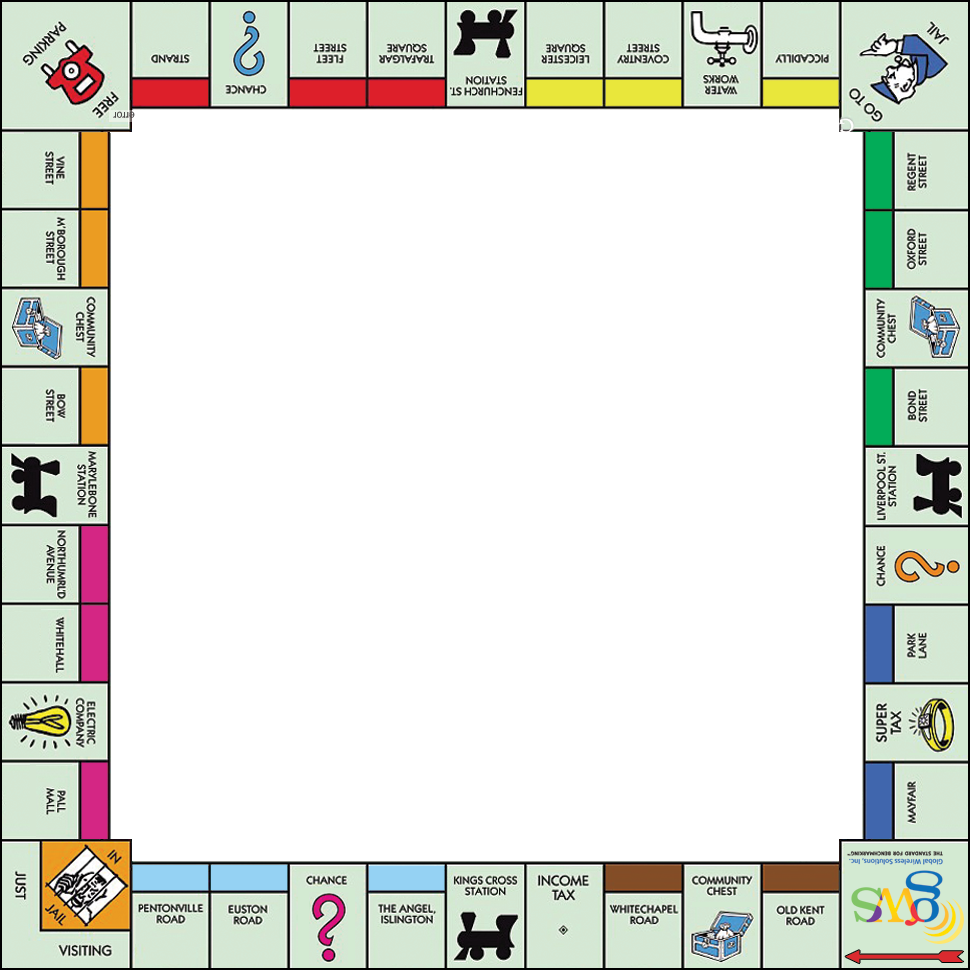 FREE
PARKING
STRAND
CHANCE
FLEET
STREET
TRAFALGAR
SQUARE
FENCHURCH ST.
STATION
LEICESTER
SQUARE
COVENTRY
STREET
WATER
WORKS
PICCADILLY
GO TO
JAIL
error
VINE
STREET
M'BOROUGH
STREET
COMMUNITY
CHEST
BOW
STREET
MARYLEBONE
STATION
NORTHUMRL'D
AVENUE
WHITEHALL
ELECTRIC
COMPANY
PALL
MALL
REGENT
STREET
OXFORD
STREET
COMMUNITY
CHEST
BOND
STREET
LIVERPOOL ST.
STATION
CHANCE
PARK
LANE
SUPER
TAX
MAYFAIR
JUST
IN
JAIL
VISITING
PENTONVILLE
ROAD
EUSTON
ROAD
CHANCE
THE ANGEL,
ISLINGTON
KINGS CROSS
STATION
INCOME
TAX
WHITECHAPEL
ROAD
COMMUNITY
CHEST
OLD KENT
ROAD
Global Wireless Solutions, Inc.
THE STANDARD FOR BENCHMARKING™